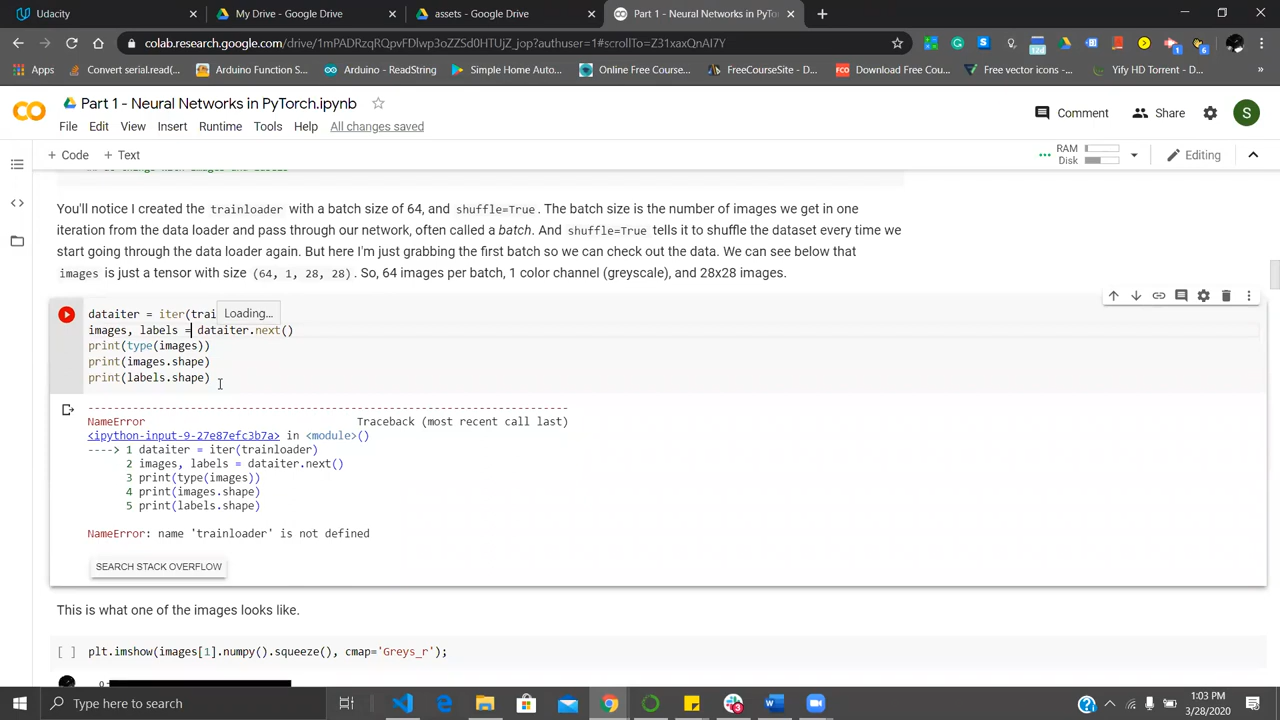 Udacity
My Drive - Google Drive
assets - Google Drive
Part 1 - Neural Networks in PyTo
colab.research.google.com/drive/1mPADRzqRQpvFDlwp3oZZSd0HTUjZ_jop?authuser=1#scrollTo=Z31xaxQnAI7Y
Apps
Convert serial.read(...
Arduino Function S...
Arduino - ReadString
Simple Home Auto...
Online Free Course...
FreeCourseSite - D...
FCO
Download Free Cou...
Free vector icons -...
Yify HD Torrent - D...
Part 1 - Neural Networks in PyTorch.ipynb
File Edit View Insert Runtime Tools Help All changes saved
Comment
Share
S
+ Code + Text
RAM
Disk
Editing
You'll notice I created the trainloader with a batch size of 64, and shuffle=True. The batch size is the number of images we get in one
iteration from the data loader and pass through our network, often called a batch. And shuffle=True tells it to shuffle the dataset every time we
start going through the data loader again. But here I'm just grabbing the first batch so we can check out the data. We can see below that
images is just a tensor with size (64, 1, 28, 28). So, 64 images per batch, 1 color channel (greyscale), and 28x28 images.
dataiter = iter(trai
Loading...
images, labels = dataiter.next()
print(type(images))
print(images.shape)
print(labels.shape)
---------------------------------------------------------------------------
NameError Traceback (most recent call last)
<ipython-input-9-27e87efc3b7a> in <module>()
----> 1 dataiter = iter(trainloader)
2 images, labels = dataiter.next()
3 print(type(images))
4 print(images.shape)
5 print(labels.shape)
NameError: name 'trainloader' is not defined
SEARCH STACK OVERFLOW
This is what one of the images looks like.
[ ] plt.imshow(images[1].numpy().squeeze(), cmap='Greys_r');
0
Type here to search
1:03 PM
3/28/2020